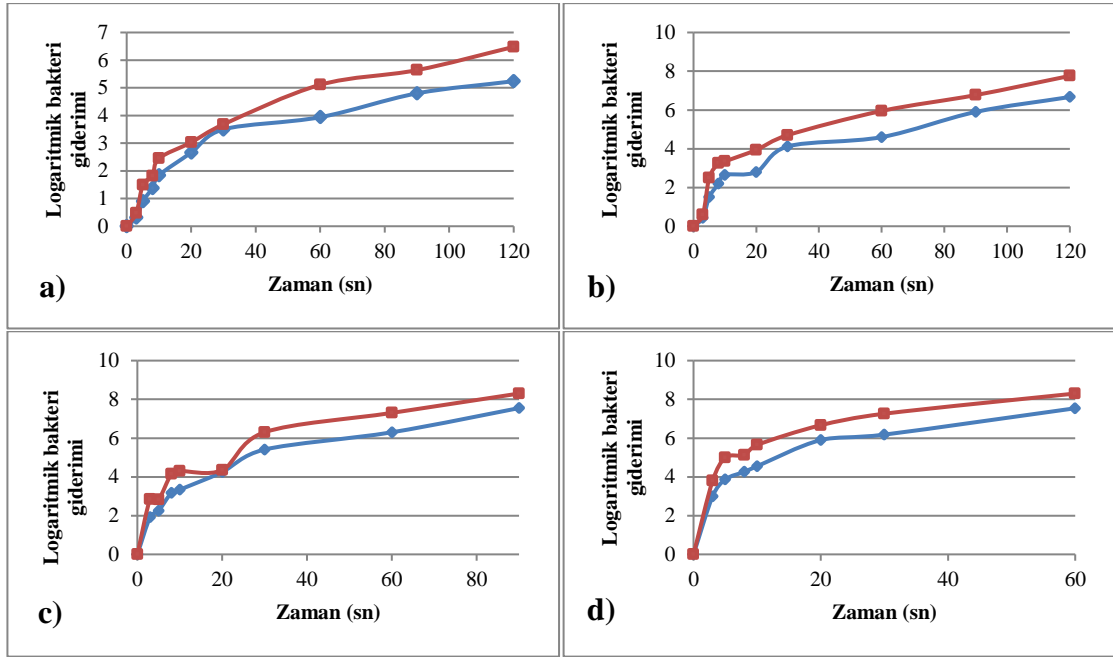 Logaritmik bakteri
giderimi
7
6
5
4
3
2
1
0
0 20 40 60 80 100 120
Zaman (sn)
a)
Logaritmik bakteri
giderimi
10
8
6
4
2
0
0 20 40 60 80 100 120
Zaman (sn)
b)
Logaritmik bakteri
giderimi
10
8
6
4
2
0
0 20 40 60 80
Zaman (sn)
c)
Logaritmik bakteri
giderimi
10
8
6
4
2
0
0 20 40 60
Zaman (sn)
d)